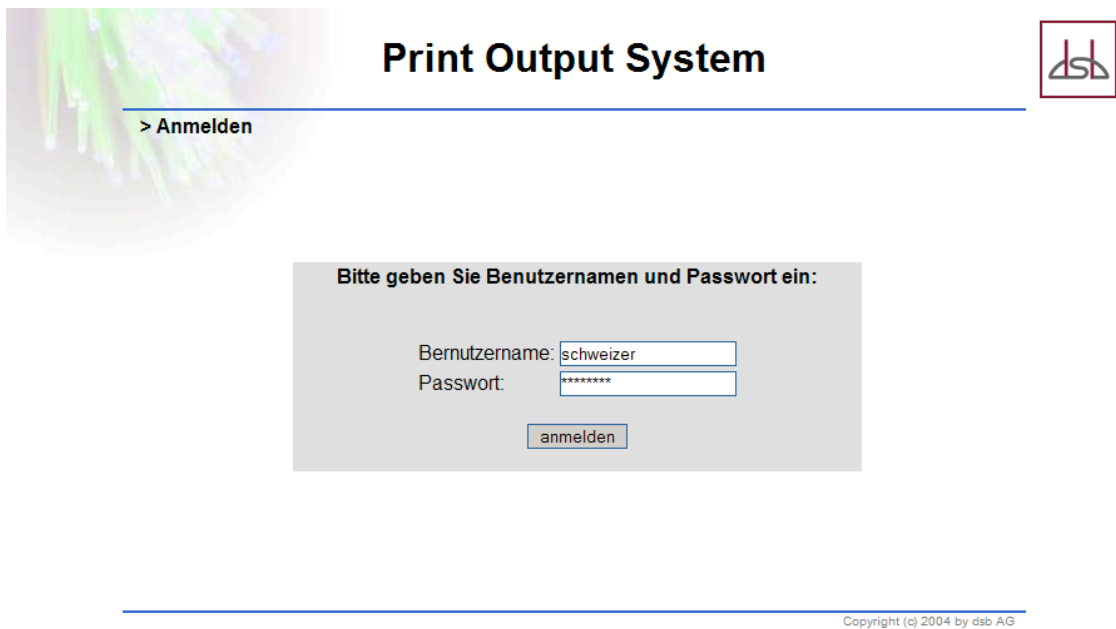 Print Output System
dsb
> Anmelden
Bitte geben Sie Benutzernamen und Passwort ein:
Bernutzername: schweizer
Passwort: ********
anmelden
Copyright (c) 2004 by dsb AG